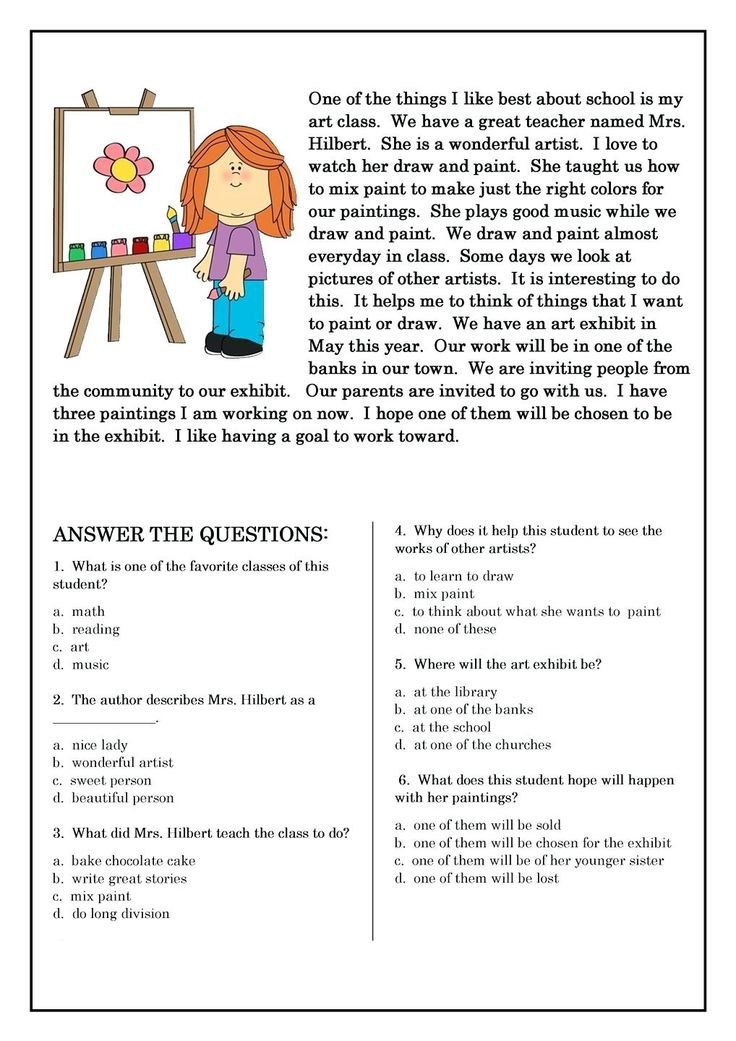 One of the things I like best about school is my
art class. We have a great teacher named Mrs.
Hilbert. She is a wonderful artist. I love to
watch her draw and paint. She taught us how
to mix paint to make just the right colors for
our paintings. She plays good music while we
draw and paint. We draw and paint almost
everyday in class. Some days we look at
pictures of other artists. It is interesting to do
this. It helps me to think of things that I want
to paint or draw. We have an art exhibit in
May this year. Our work will be in one of the
banks in our town. We are inviting people from
the community to our exhibit. Our parents are invited to go with us. I have
three paintings I am working on now. I hope one of them will be chosen to be
in the exhibit. I like having a goal to work toward.
ANSWER THE QUESTIONS:
1. What is one of the favorite classes of this
student?
a. math
b. reading
c. art
d. music
2. The author describes Mrs. Hilbert as a
_______________.
a. nice lady
b. wonderful artist
c. sweet person
d. beautiful person
3. What did Mrs. Hilbert teach the class to do?
a. bake chocolate cake
b. write great stories
c. mix paint
d. do long division
4. Why does it help this student to see the
works of other artists?
a. to learn to draw
b. mix paint
c. to think about what she wants to paint
d. none of these
5. Where will the art exhibit be?
a. at the library
b. at one of the banks
c. at the school
d. at one of the churches
6. What does this student hope will happen
with her paintings?
a. one of them will be sold
b. one of them will be chosen for the exhibit
c. one of them will be of her younger sister
d. one of them will be lost